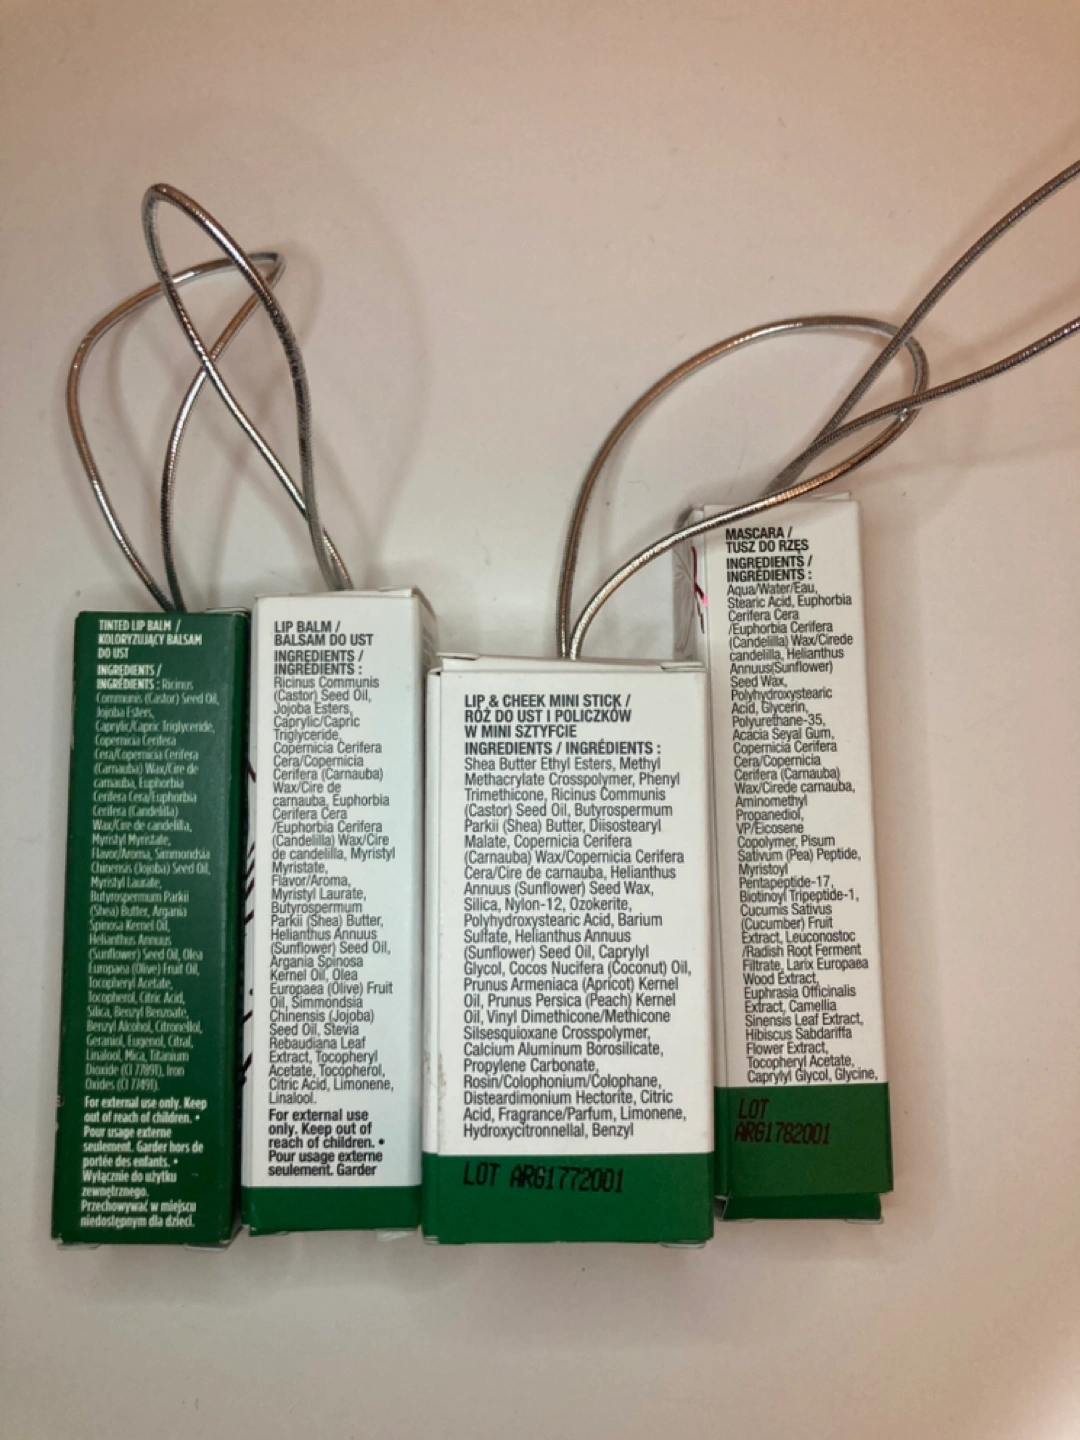 TINTED LIP BALM /
KOLORYZUJĄCY BALSAM
DO UST
INGREDIENTS /
INGRÉDIENTS : Ricinus
Communis (Castor) Seed Oil,
Jojoba Esters,
Caprylic/Capric Triglyceride,
Copernicia Cerifera
Cera/Copernicia Cerifera
(Carnauba) Wax/Cire de
carnauba, Euphorbia
Cerifera Cera/Euphorbia
Cerifera (Candelilla)
Wax/Cire de candelilla,
Myristyl Myristate,
Flavor/Aroma, Simmondsia
Chinensis (Jojoba) Seed Oil,
Myristyl Laurate,
Butyrospermum Parkii
(Shea) Butter, Argania
Spinosa Kernel Oil,
Helianthus Annuus
(Sunflower) Seed Oil, Olea
Europaea (Olive) Fruit Oil,
Tocopheryl Acetate,
Tocopherol, Citric Acid,
Silica, Benzyl Benzoate,
Benzyl Alcohol, Citronellol,
Geraniol, Eugenol, Citral,
Linalool, Mica, Titanium
Dioxide (CI 77891), Iron
Oxides (CI 77491).
For external use only. Keep
out of reach of children. •
Pour usage externe
seulement. Garder hors de
portée des enfants. •
Wyłącznie do użytku
zewnętrznego.
Przechowywać w miejscu
niedostępnym dla dzieci.
LIP BALM /
BALSAM DO UST
INGREDIENTS /
INGRÉDIENTS :
Ricinus Communis
(Castor) Seed Oil,
Jojoba Esters,
Caprylic/Capric
Triglyceride,
Copernicia Cerifera
Cera/Copernicia
Cerifera (Carnauba)
Wax/Cire de
carnauba, Euphorbia
Cerifera Cera
/Euphorbia Cerifera
(Candelilla) Wax/Cire
de candelilla, Myristyl
Myristate,
Flavor/Aroma,
Myristyl Laurate,
Butyrospermum
Parkii (Shea) Butter,
Helianthus Annuus
(Sunflower) Seed Oil,
Argania Spinosa
Kernel Oil, Olea
Europaea (Olive) Fruit
Oil, Simmondsia
Chinensis (Jojoba)
Seed Oil, Stevia
Rebaudiana Leaf
Extract, Tocopheryl
Acetate, Tocopherol,
Citric Acid, Limonene,
Linalool.
For external use
only. Keep out of
reach of children. •
Pour usage externe
seulement. Garder
LIP & CHEEK MINI STICK /
RÓŻ DO UST I POLICZKÓW
W MINI SZTYFCIE
INGREDIENTS / INGRÉDIENTS :
Shea Butter Ethyl Esters, Methyl
Methacrylate Crosspolymer, Phenyl
Trimethicone, Ricinus Communis
(Castor) Seed Oil, Butyrospermum
Parkii (Shea) Butter, Diisostearyl
Malate, Copernicia Cerifera
(Carnauba) Wax/Copernicia Cerifera
Cera/Cire de carnauba, Helianthus
Annuus (Sunflower) Seed Wax,
Silica, Nylon-12, Ozokerite,
Polyhydroxystearic Acid, Barium
Sulfate, Helianthus Annuus
(Sunflower) Seed Oil, Caprylyl
Glycol, Cocos Nucifera (Coconut) Oil,
Prunus Armeniaca (Apricot) Kernel
Oil, Prunus Persica (Peach) Kernel
Oil, Vinyl Dimethicone/Methicone
Silsesquioxane Crosspolymer,
Calcium Aluminum Borosilicate,
Propylene Carbonate,
Rosin/Colophonium/Colophane,
Disteardimonium Hectorite, Citric
Acid, Fragrance/Parfum, Limonene,
Hydroxycitronnellal, Benzyl
LOT ARG1772001
MASCARA /
TUSZ DO RZĘS
INGREDIENTS /
INGRÉDIENTS :
Aqua/Water/Eau,
Stearic Acid, Euphorbia
Cerifera Cera
/Euphorbia Cerifera
(Candelilla) Wax/Cirede
candelilla, Helianthus
Annuus(Sunflower)
Seed Wax,
Polyhydroxystearic
Acid, Glycerin,
Polyurethane-35,
Acacia Seyal Gum,
Copernicia Cerifera
Cera/Copernicia
Cerifera (Carnauba)
Wax/Cirede carnauba,
Aminomethyl
Propanediol,
VP/Eicosene
Copolymer, Pisum
Sativum (Pea) Peptide,
Myristoyl
Pentapeptide-17,
Biotinoyl Tripeptide-1,
Cucumis Sativus
(Cucumber) Fruit
Extract, Leuconostoc
/Radish Root Ferment
Filtrate, Larix Europaea
Wood Extract,
Euphrasia Officinalis
Extract, Camellia
Sinensis Leaf Extract,
Hibiscus Sabdariffa
Flower Extract,
Tocopheryl Acetate,
Caprylyl Glycol, Glycine,
LOT
ARG1782001